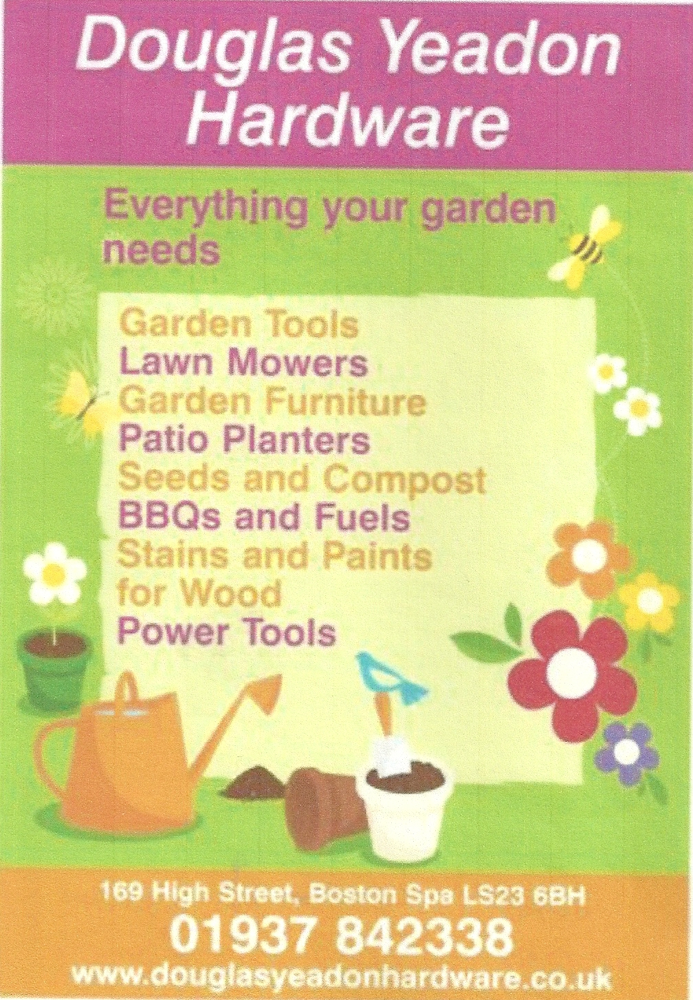 Douglas Yeadon
Hardware
Everything your garden
needs
Garden Tools
Lawn Mowers
Garden Furniture
Patio Planters
Seeds and Compost
BBQs and Fuels
Stains and Paints
for Wood
Power Tools
169 High Street, Boston Spa LS23 6BH
01937 842338
www.douglasyeadonhardware.co.uk